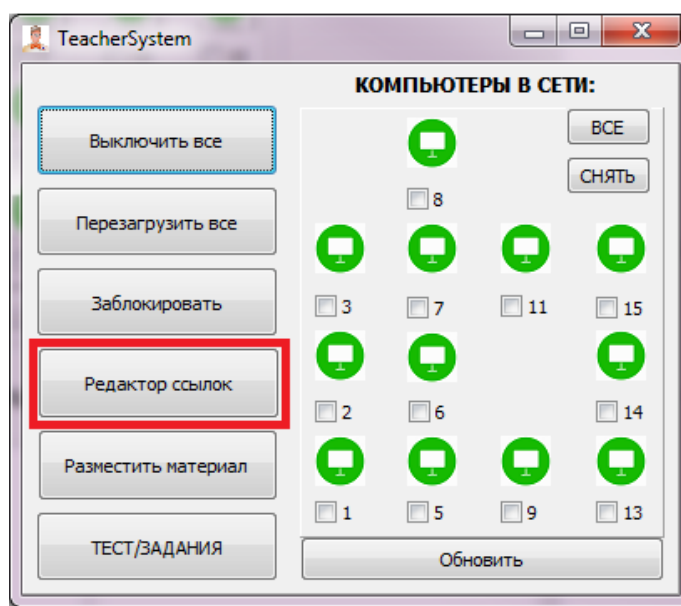 TeacherSystem
КОМПЬЮТЕРЫ В СЕТИ:
Выключить все
Перезагрузить все
Заблокировать
Редактор ссылок
Разместить материал
ТЕСТ/ЗАДАНИЯ
ВСЕ
СНЯТЬ
8
3 7 11 15
2 6 14
1 5 9 13
Обновить